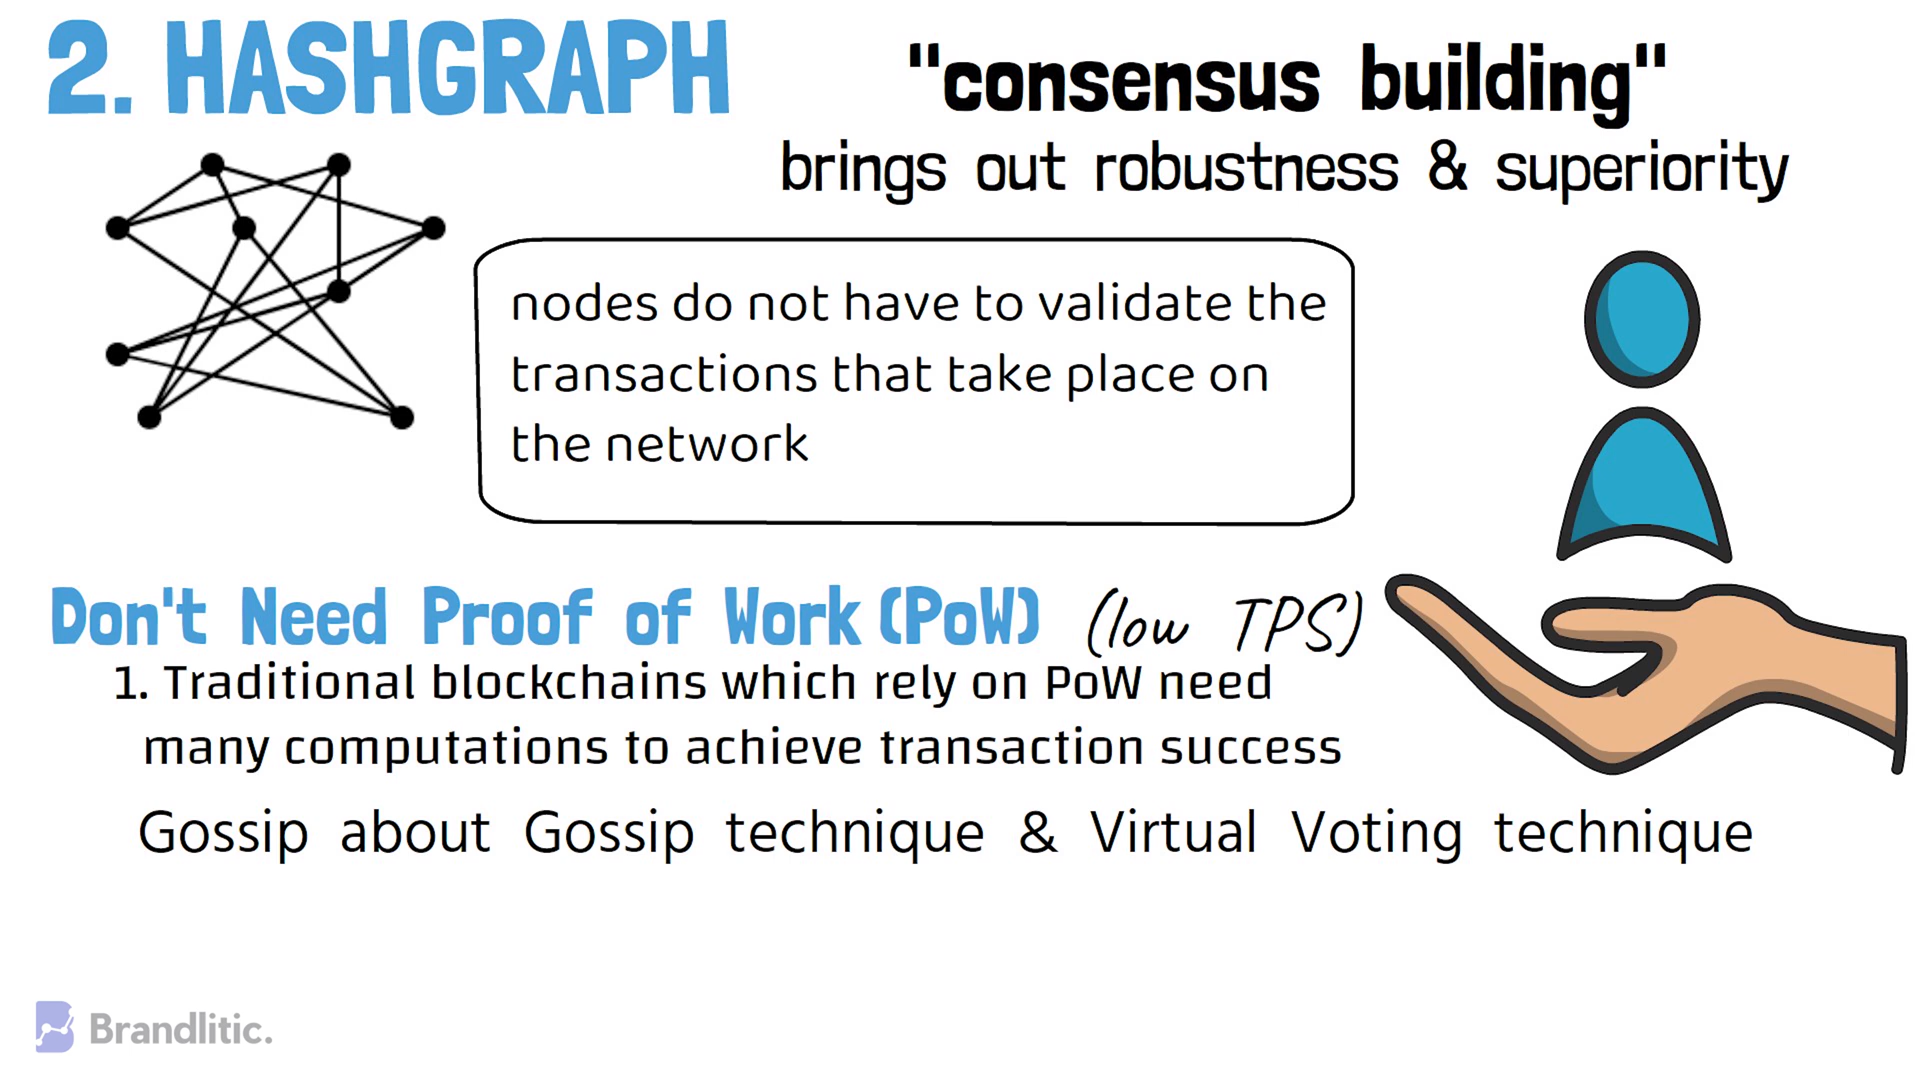 2. HASHGRAPH
"consensus building"
brings out robustness & superiority
nodes do not have to validate the
transactions that take place on
the network
Don't Need Proof of Work (PoW) (low TPS)
1. Traditional blockchains which rely on PoW need
many computations to achieve transaction success
Gossip about Gossip technique & Virtual Voting technique
Brandlitic.